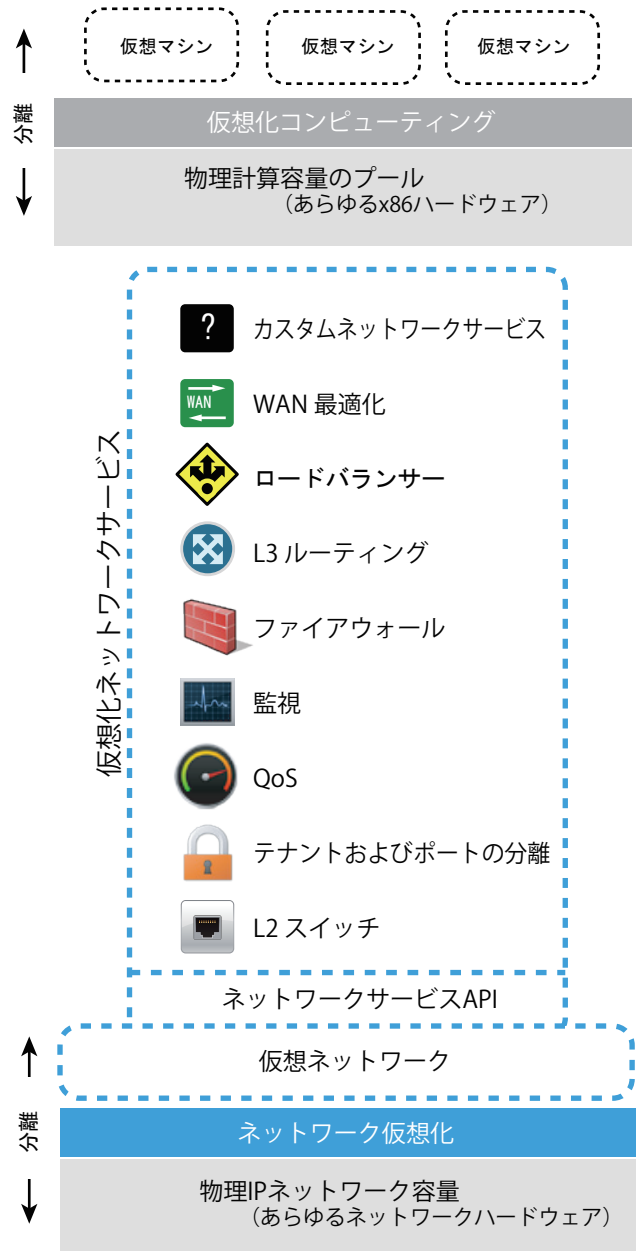 仮想マシン
仮想マシン
仮想マシン
分離
仮想化コンピューティング
物理計算容量のプール
（あらゆるx86ハードウェア）
仮想化ネットワークサービス
?
カスタムネットワークサービス
WAN
WAN 最適化
ロードバランサー
L3 ルーティング
ファイアウォール
監視
QoS
テナントおよびポートの分離
L2 スイッチ
ネットワークサービスAPI
仮想ネットワーク
分離
ネットワーク仮想化
物理IPネットワーク容量
（あらゆるネットワークハードウェア）